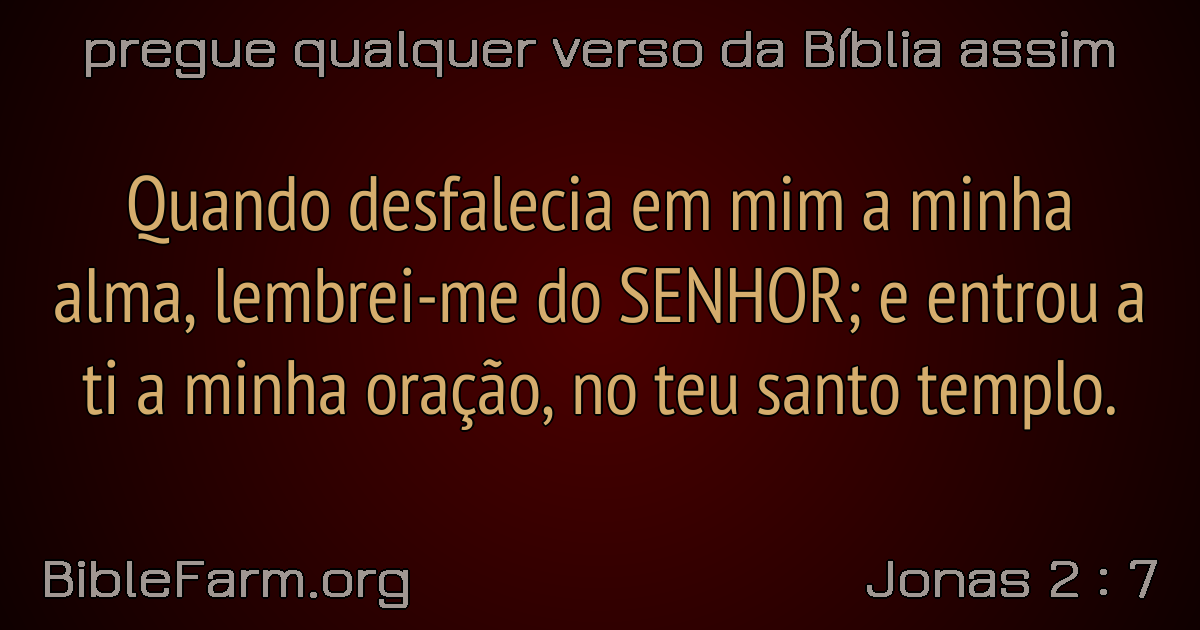 pregue qualquer verso da Bíblia assim
Quando desfalecia em mim a minha
alma, lembrei-me do SENHOR; e entrou a
ti a minha oração, no teu santo templo.
BibleFarm.org
Jonas 2 : 7